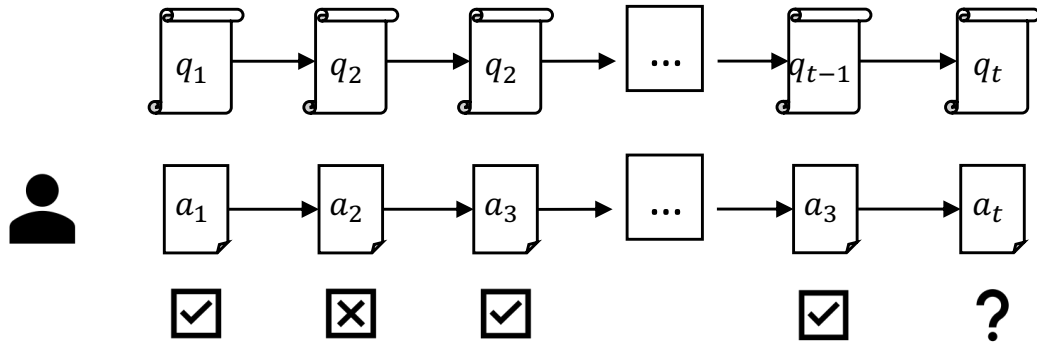 q₁ q₂ q₂ ... qₜ₋₁ qₜ
a₁ a₂ a₃ ... a₃ aₜ
?